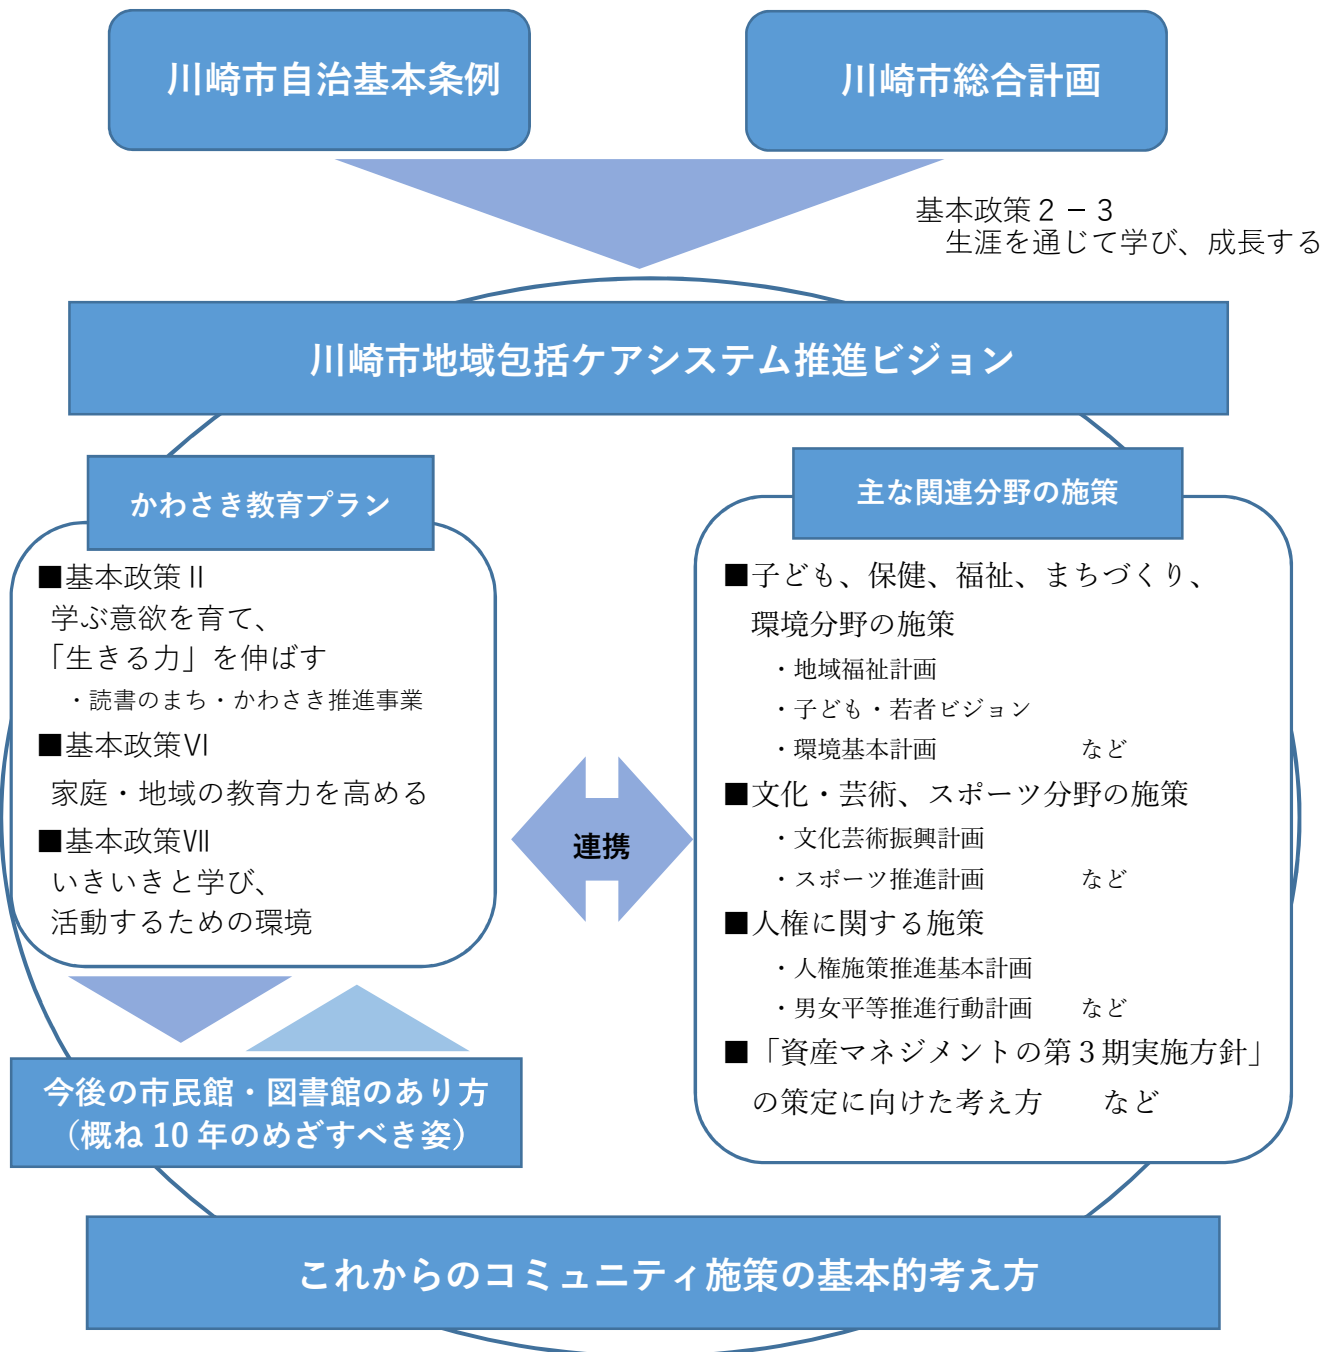 川崎市自治基本条例
川崎市総合計画
基本政策２－３
生涯を通じて学び、成長する
川崎市地域包括ケアシステム推進ビジョン
かわさき教育プラン
■基本政策Ⅱ
学ぶ意欲を育て、
「生きる力」を伸ばす
・読書のまち・かわさき推進事業
■基本政策Ⅵ
家庭・地域の教育力を高める
■基本政策Ⅶ
いきいきと学び、
活動するための環境
連携
主な関連分野の施策
■子ども、保健、福祉、まちづくり、
環境分野の施策
・地域福祉計画
・子ども・若者ビジョン
・環境基本計画　　　　　　など
■文化・芸術、スポーツ分野の施策
・文化芸術振興計画
・スポーツ推進計画　　　　など
■人権に関する施策
・人権施策推進基本計画
・男女平等推進行動計画　　など
■「資産マネジメントの第３期実施方針」
の策定に向けた考え方　　など
今後の市民館・図書館のあり方
（概ね 10 年のめざすべき姿）
これからのコミュニティ施策の基本的考え方